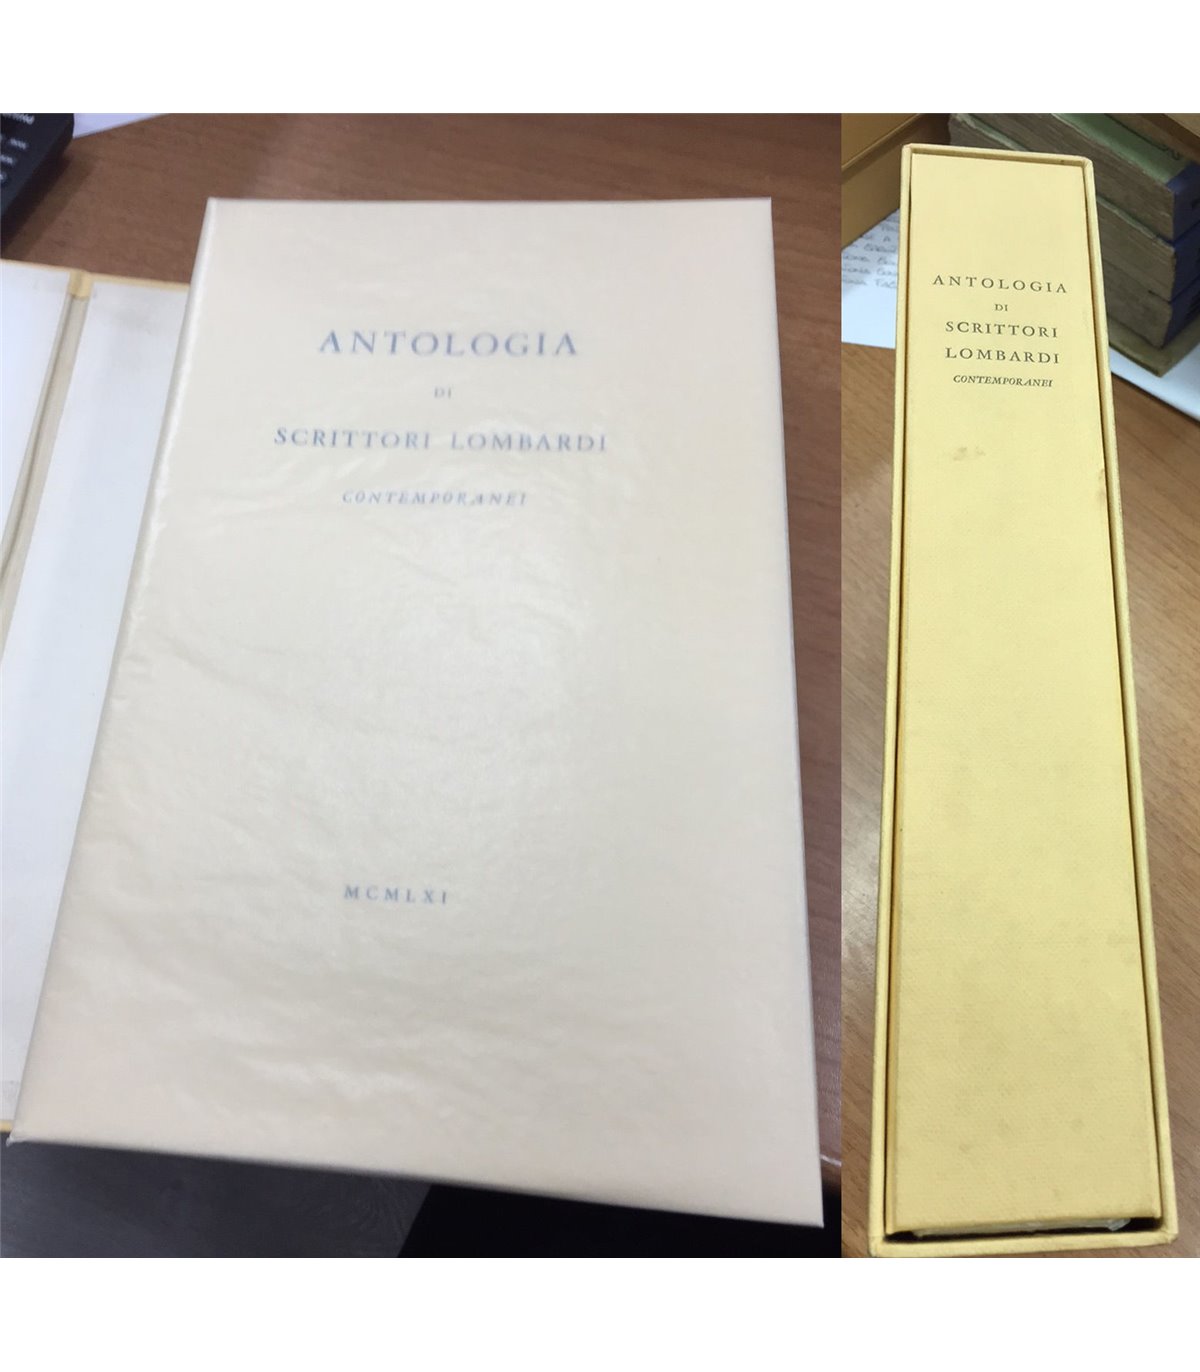 ANTOLOGIA
DI
SCRITTORI LOMBARDI
CONTEMPORANEI
MCMLXI
ANTOLOGIA
DI
SCRITTORI
LOMBARDI
CONTEMPORANEI